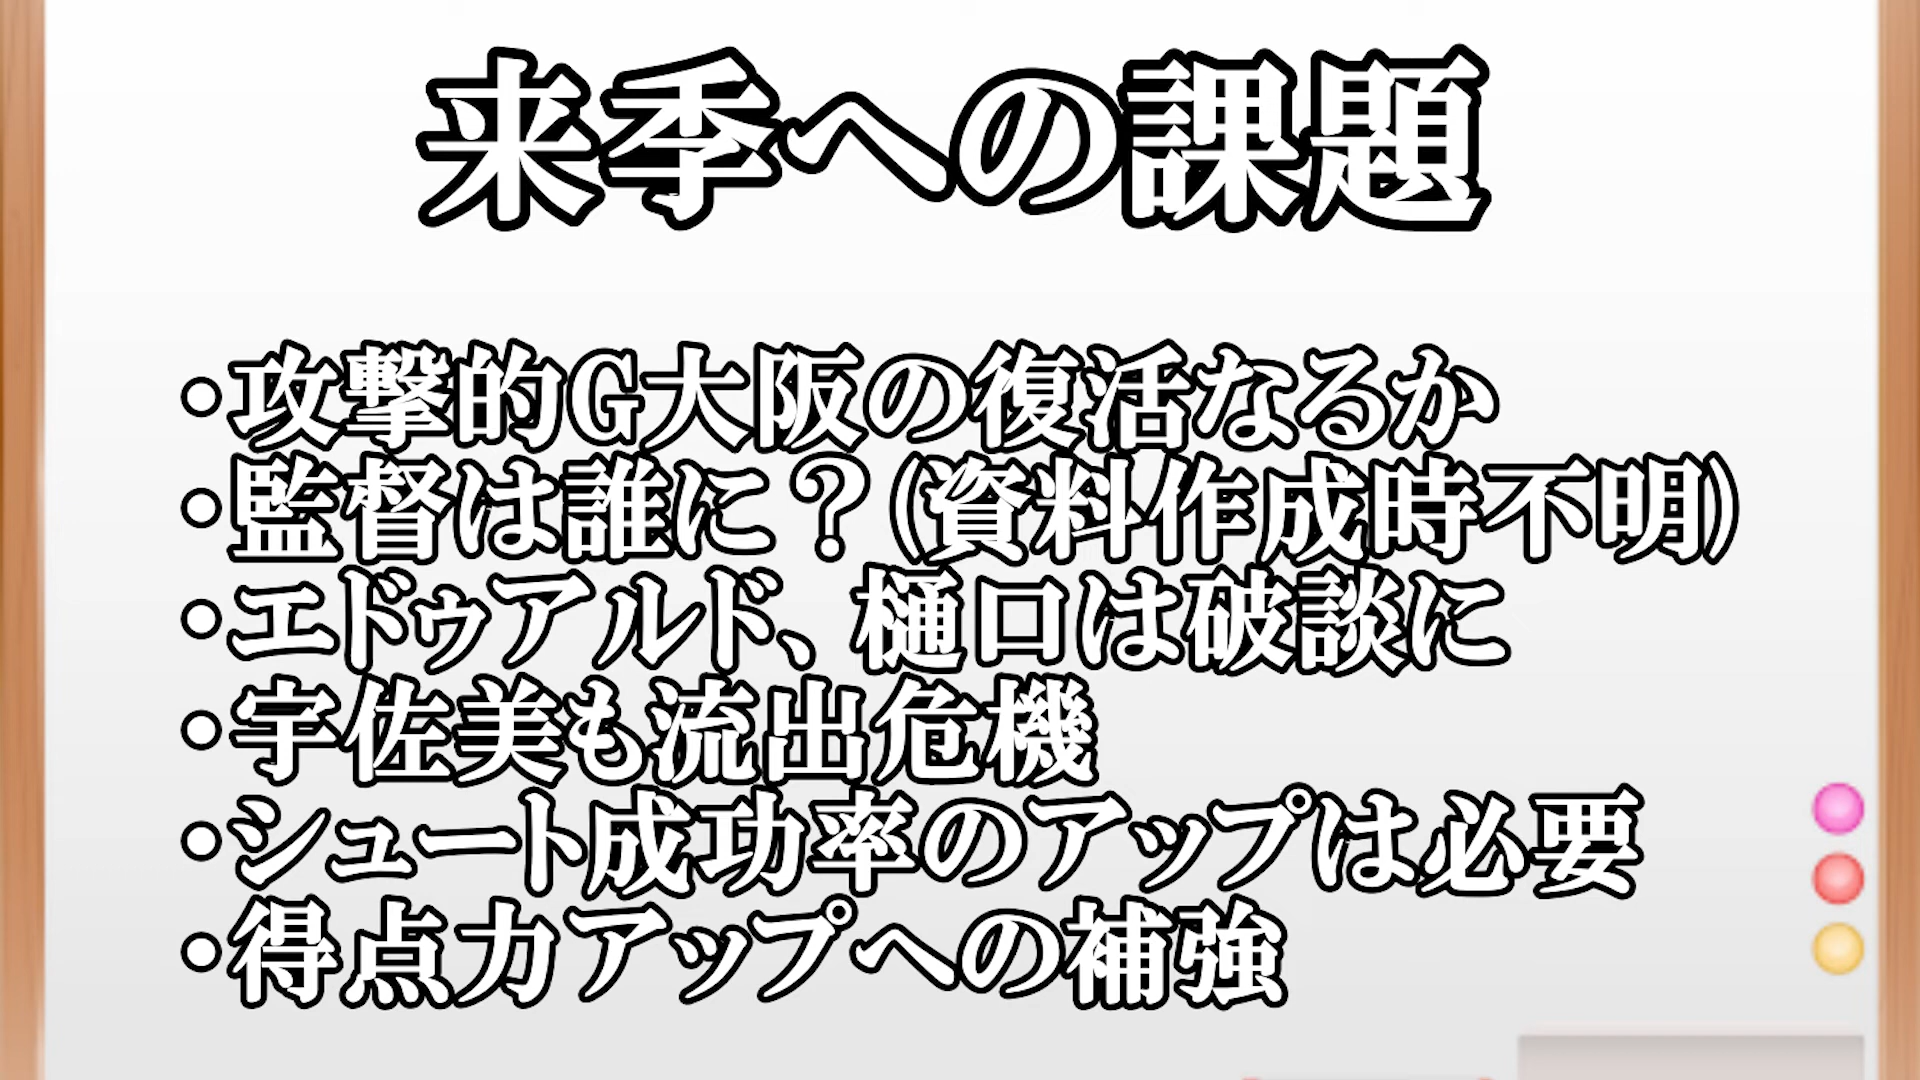 来季への課題
・攻撃的G大阪の復活なるか
・監督は誰に？(資料作成時不明)
・エドゥアルド、樋口は破談に
・宇佐美も流出危機
・シュート成功率のアップは必要
・得点力アップへの補強